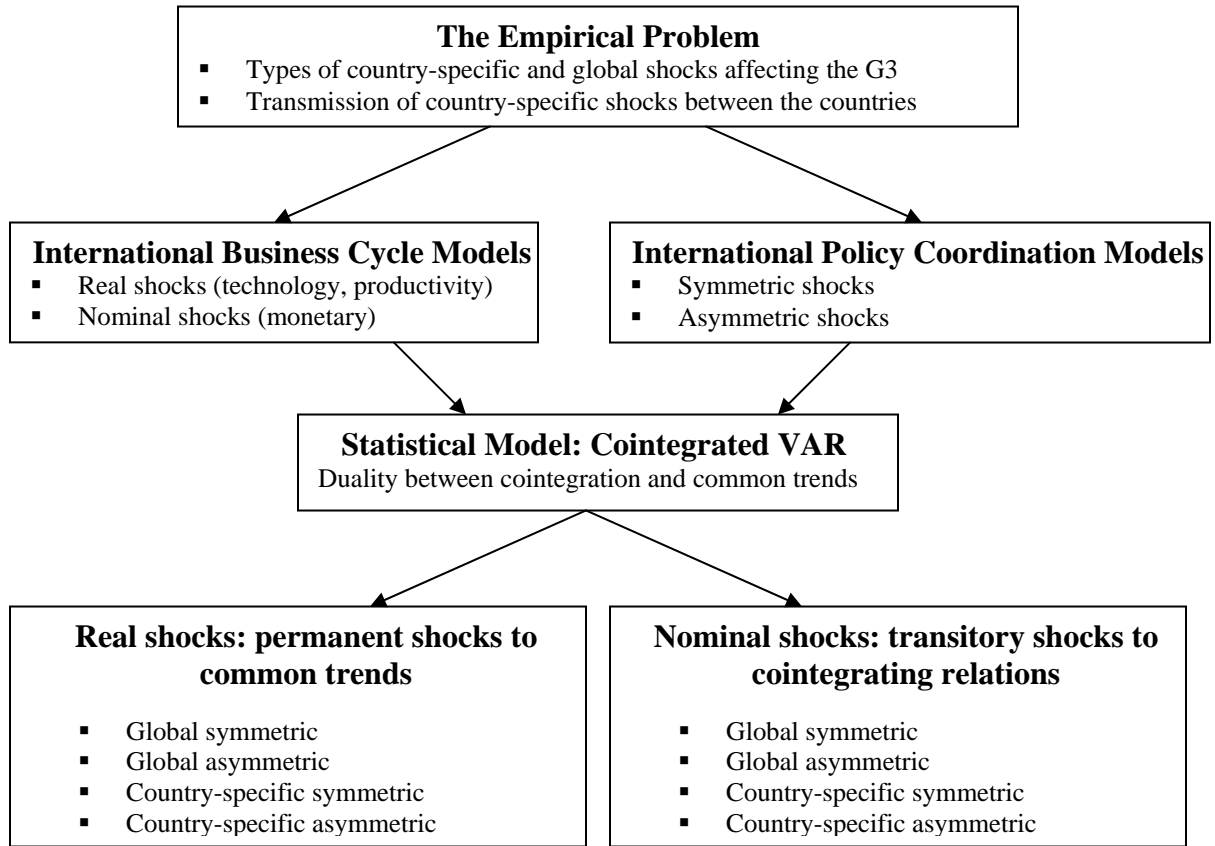 The Empirical Problem
▪ Types of country-specific and global shocks affecting the G3
▪ Transmission of country-specific shocks between the countries
International Business Cycle Models
▪ Real shocks (technology, productivity)
▪ Nominal shocks (monetary)
International Policy Coordination Models
▪ Symmetric shocks
▪ Asymmetric shocks
Statistical Model: Cointegrated VAR
Duality between cointegration and common trends
Real shocks: permanent shocks to
common trends
▪ Global symmetric
▪ Global asymmetric
▪ Country-specific symmetric
▪ Country-specific asymmetric
Nominal shocks: transitory shocks to
cointegrating relations
▪ Global symmetric
▪ Global asymmetric
▪ Country-specific symmetric
▪ Country-specific asymmetric